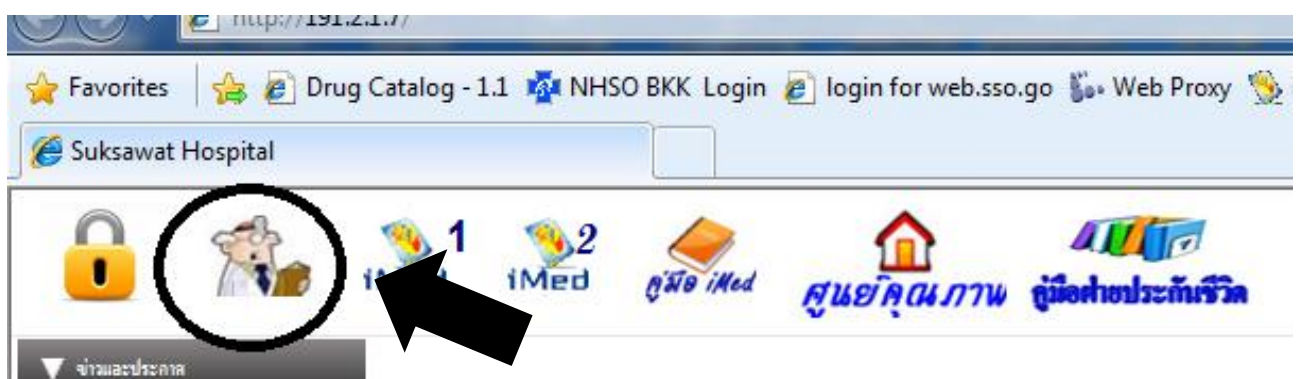 http://191.2.1.7/
Favorites Drug Catalog - 1.1 NHSO BKK Login login for web.sso.go Web Proxy
Suksawat Hospital
1
iMed 2
คู่มือ iMed
ศูนย์คุณภาพ
คู่มือฝ่ายประกันชีวิต
ข่าวและประกาศ